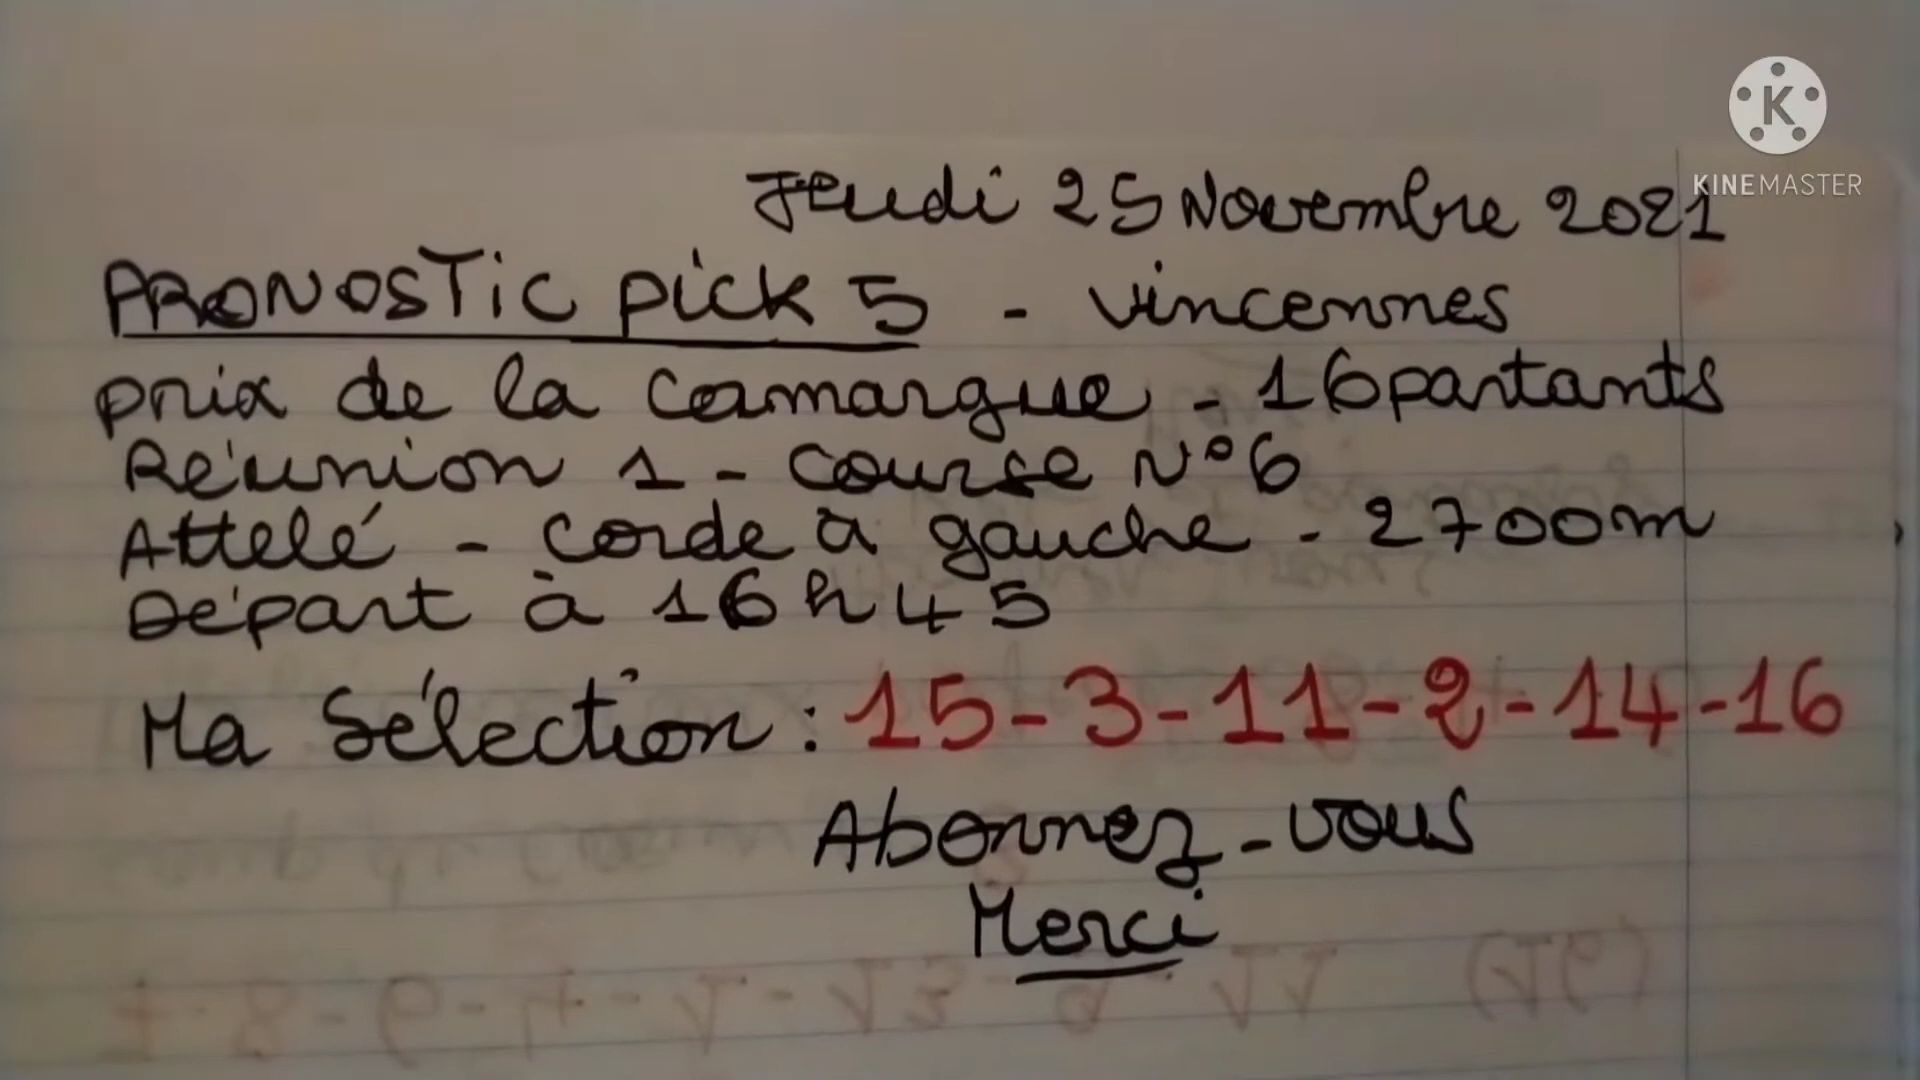 KINEMASTER
Jeudi 25 Novembre 2021
PRONOSTIC PICK 5 - Vincennes
prix de la Camargue - 16 partants
Réunion 1 - Course N°6
Attelé - Corde à gauche - 2700m
Départ à 16h45
Ma Sélection : 15-3-11-2-14-16
Abonnez-vous
Merci